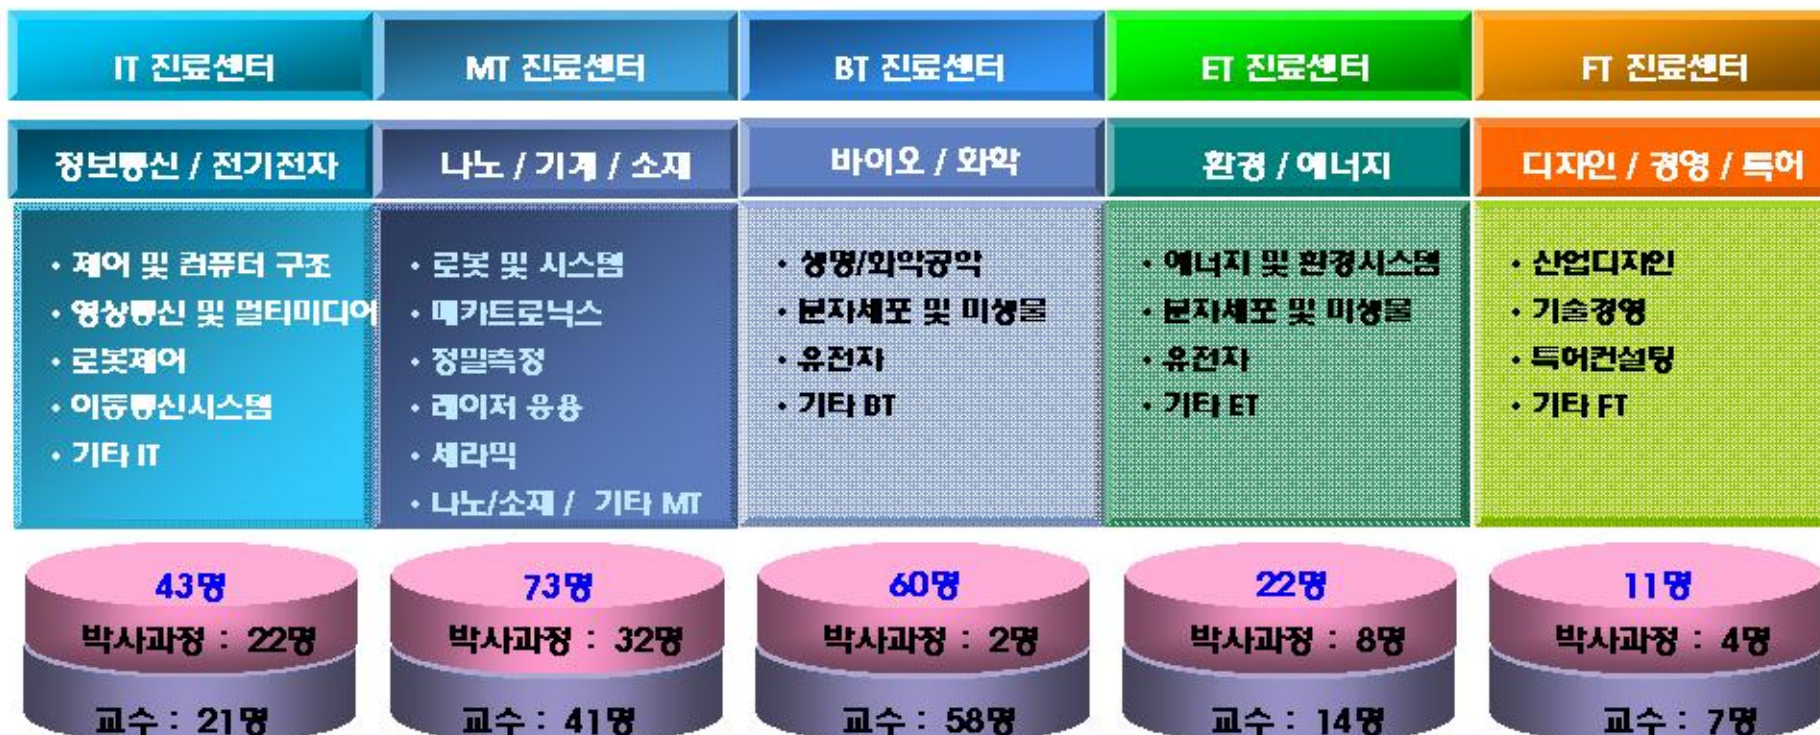 IT 진료센터
정보통신 / 전기전자
• 제어 및 컴퓨터 구조
• 영상통신 및 멀티미디어
• 로봇제어
• 이동통신시스템
• 기타 IT
43명
박사과정 : 22명
교수 : 21명
MT 진료센터
나노 / 기계 / 소재
• 로봇 및 시스템
• 메카트로닉스
• 정밀측정
• 레이저 응용
• 세라믹
• 나노/소재 / 기타 MT
73명
박사과정 : 32명
교수 : 41명
BT 진료센터
바이오 / 화학
• 생명/화학공학
• 분자세포 및 미생물
• 유전자
• 기타 BT
60명
박사과정 : 2명
교수 : 58명
ET 진료센터
환경 / 에너지
• 에너지 및 환경시스템
• 분자세포 및 미생물
• 유전자
• 기타 ET
22명
박사과정 : 8명
교수 : 14명
FT 진료센터
디자인 / 경영 / 특허
• 산업디자인
• 기술경영
• 특허컨설팅
• 기타 FT
11명
박사과정 : 4명
교수 : 7명